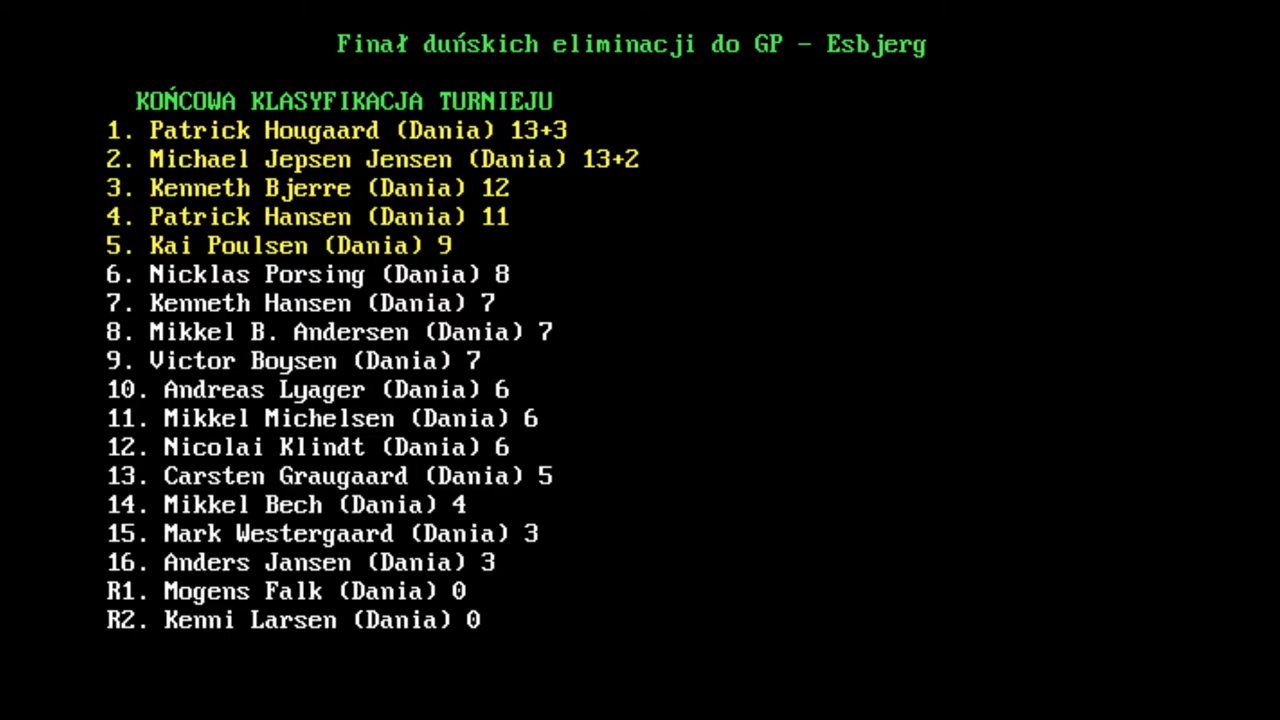 Finał duńskich eliminacji do GP - Esbjerg
KOŃCOWA KLASYFIKACJA TURNIEJU
1. Patrick Hougaard (Dania) 13+3
2. Michael Jepsen Jensen (Dania) 13+2
3. Kenneth Bjerre (Dania) 12
4. Patrick Hansen (Dania) 11
5. Kai Poulsen (Dania) 9
6. Nicklas Porsing (Dania) 8
7. Kenneth Hansen (Dania) 7
8. Mikkel B. Andersen (Dania) 7
9. Victor Boysen (Dania) 7
10. Andreas Lyager (Dania) 6
11. Mikkel Michelsen (Dania) 6
12. Nicolai Klindt (Dania) 6
13. Carsten Graugaard (Dania) 5
14. Mikkel Bech (Dania) 4
15. Mark Westergaard (Dania) 3
16. Anders Jansen (Dania) 3
R1. Mogens Falk (Dania) 0
R2. Kenni Larsen (Dania) 0